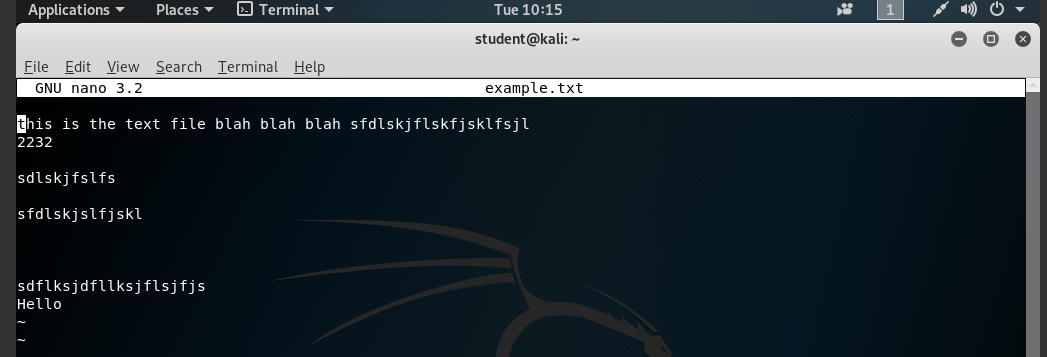 Applications Places Terminal Tue 10:15 1
student@kali: ~
File Edit View Search Terminal Help
GNU nano 3.2 example.txt
this is the text file blah blah blah sfdlskjflskfjsklfsjl
2232
sdlskjfslfs
sfdlskjslfjskl
sdflksjdfllksjflsjfjs
Hello
~
~